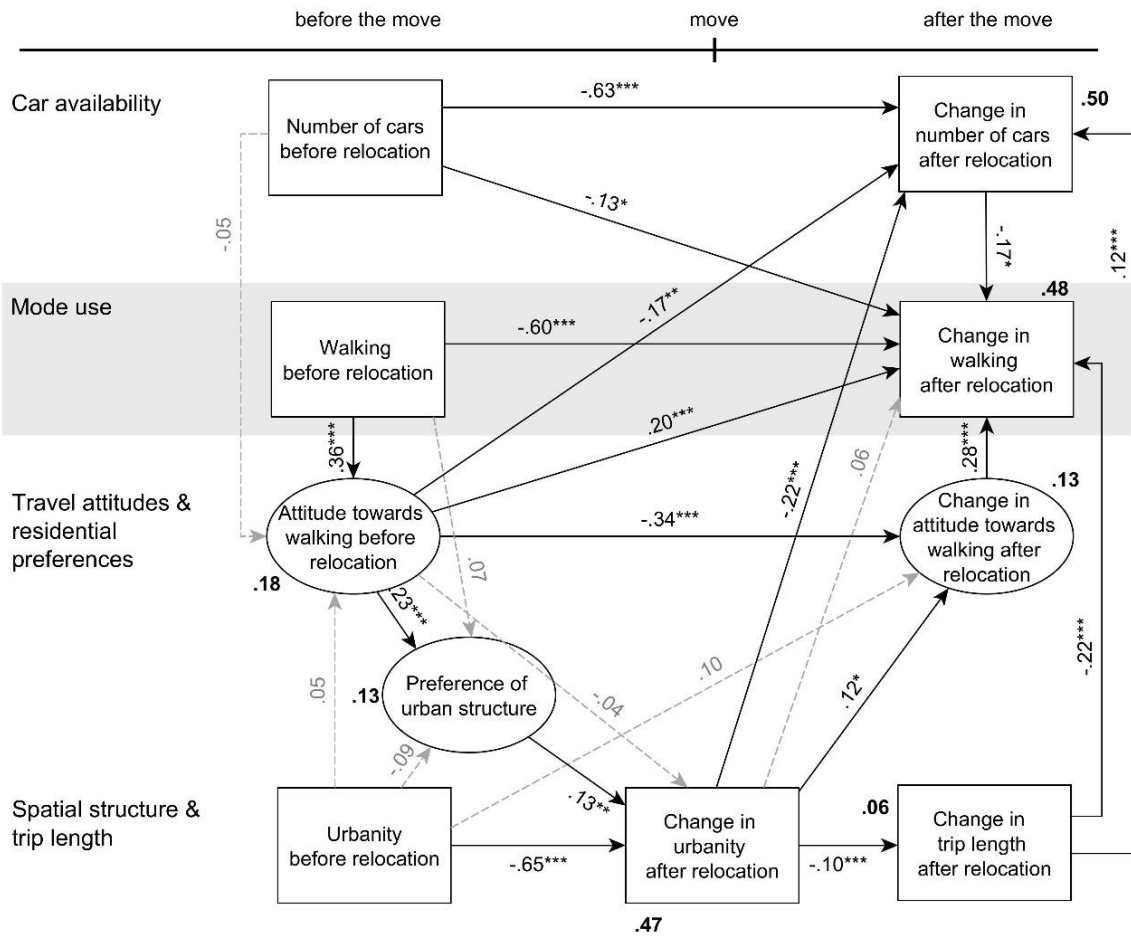 before the move
move
after the move
Car availability
Number of cars
before relocation
-.63***
Change in
number of cars
after relocation
.50
-.05
-.13*
-.17*
.12***
Mode use
Walking
before relocation
-.60***
-.17**
.48
Change in
walking
after relocation
.36***
.20***
.06
.28***
-.22***
Travel attitudes &
residential
preferences
Attitude towards
walking before
relocation
.18
-.34***
.13
Change in
attitude towards
walking after
relocation
.07
.23***
-.22***
.05
.13
Preference of
urban structure
-.04
.10
.12*
-.09
.13**
Spatial structure &
trip length
Urbanity
before relocation
-.65***
Change in
urbanity
after relocation
.47
-.10***
.06
Change in
trip length
after relocation